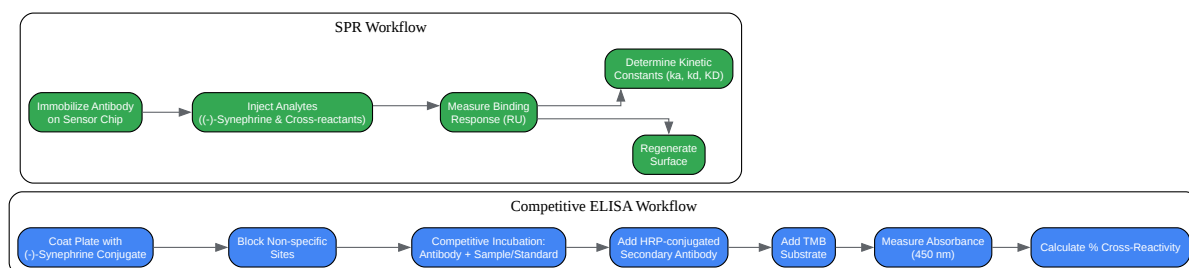 SPR Workflow
Determine Kinetic
Constants (ka, kd, KD)
Immobilize Antibody
on Sensor Chip
Inject Analytes
((-)-Synephrine & Cross-reactants)
Measure Binding
Response (RU)
Regenerate
Surface
Competitive ELISA Workflow
Coat Plate with
(-)-Synephrine Conjugate
Block Non-specific
Sites
Competitive Incubation:
Antibody + Sample/Standard
Add HRP-conjugated
Secondary Antibody
Add TMB
Substrate
Measure Absorbance
(450 nm)
Calculate % Cross-Reactivity